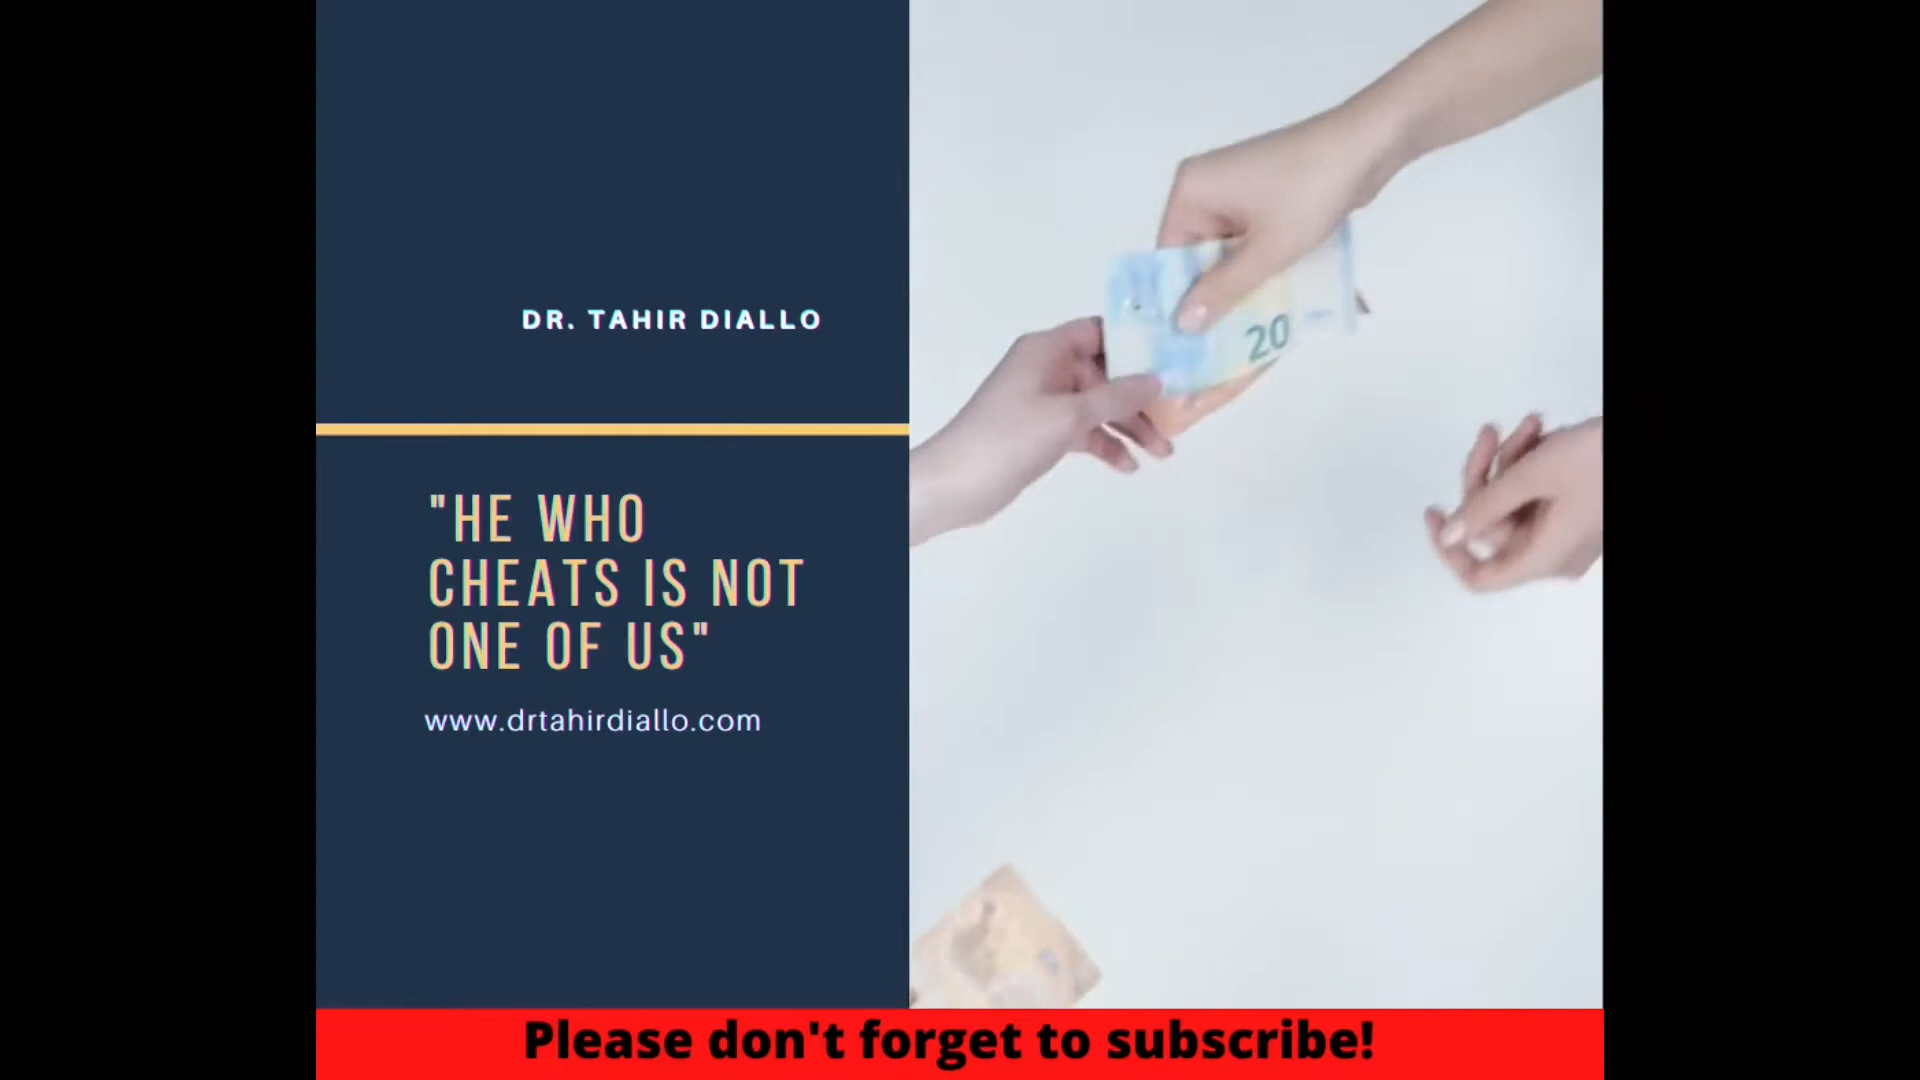 DR. TAHIR DIALLO
"HE WHO
CHEATS IS NOT
ONE OF US"
www.drtahirdiallo.com
20
Please don't forget to subscribe!